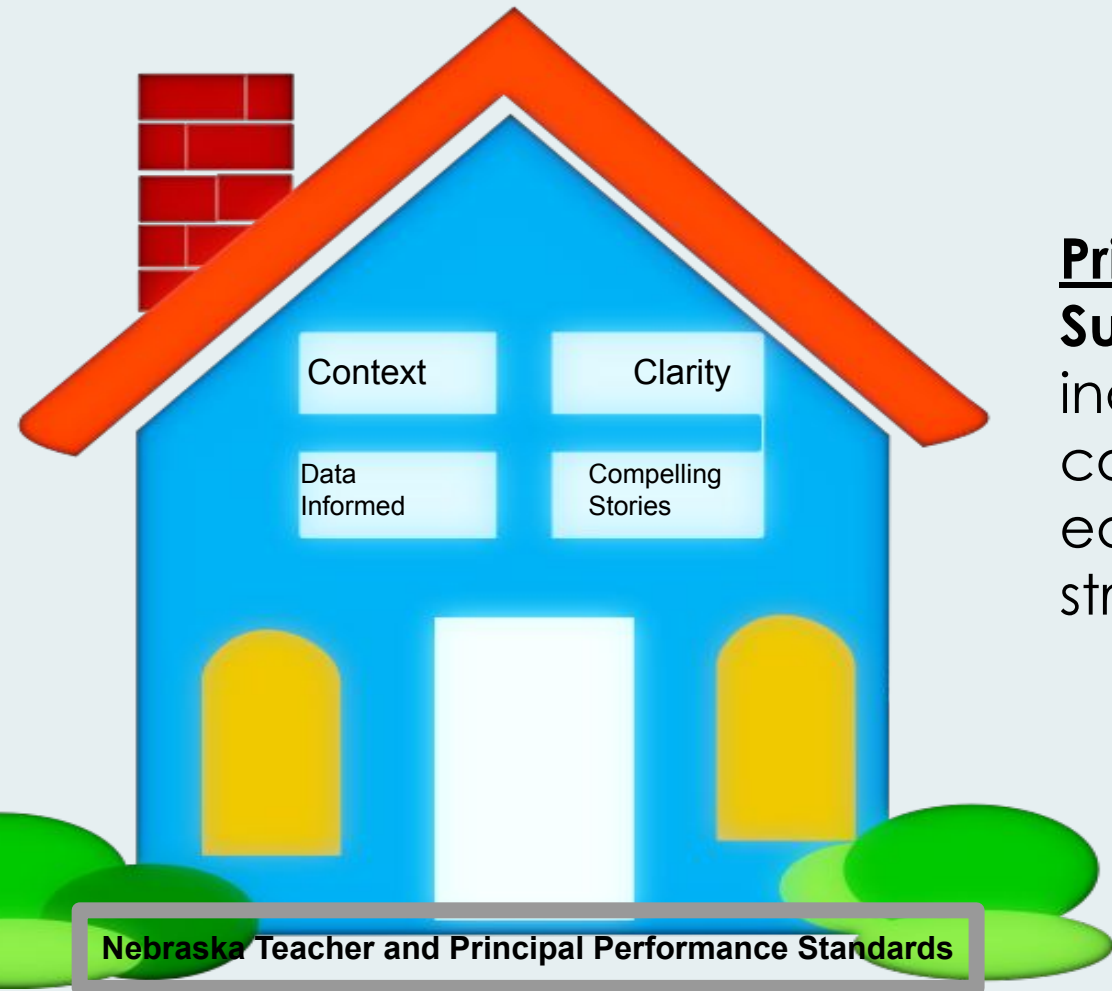 Context
Clarity
Data
Informed
Compelling
Stories
Nebraska Teacher and Principal Performance Standards